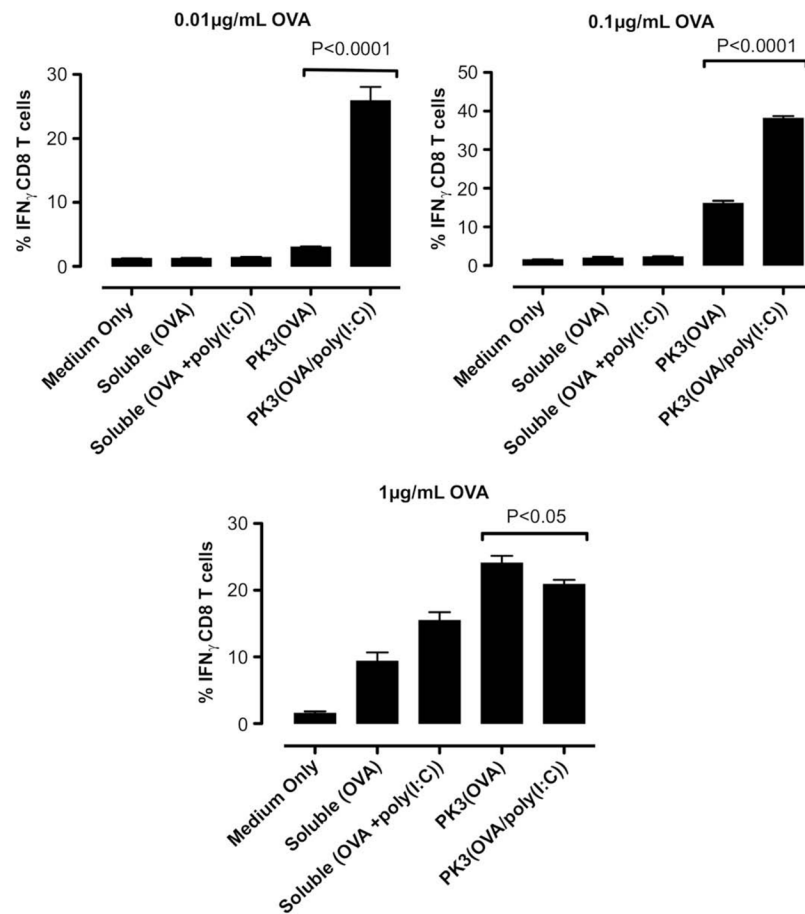 0.01µg/mL OVA
P<0.0001
% IFNγCD8 T cells
30
20
10
0
Medium Only
Soluble (OVA)
Soluble (OVA +poly(I:C))
PK3(OVA)
PK3(OVA/poly(I:C))
0.1µg/mL OVA
P<0.0001
% IFNγCD8 T cells
50
40
30
20
10
0
Medium Only
Soluble (OVA)
Soluble (OVA +poly(I:C))
PK3(OVA)
PK3(OVA/poly(I:C))
1µg/mL OVA
P<0.05
% IFNγCD8 T cells
30
20
10
0
Medium Only
Soluble (OVA)
Soluble (OVA +poly(I:C))
PK3(OVA)
PK3(OVA/poly(I:C))